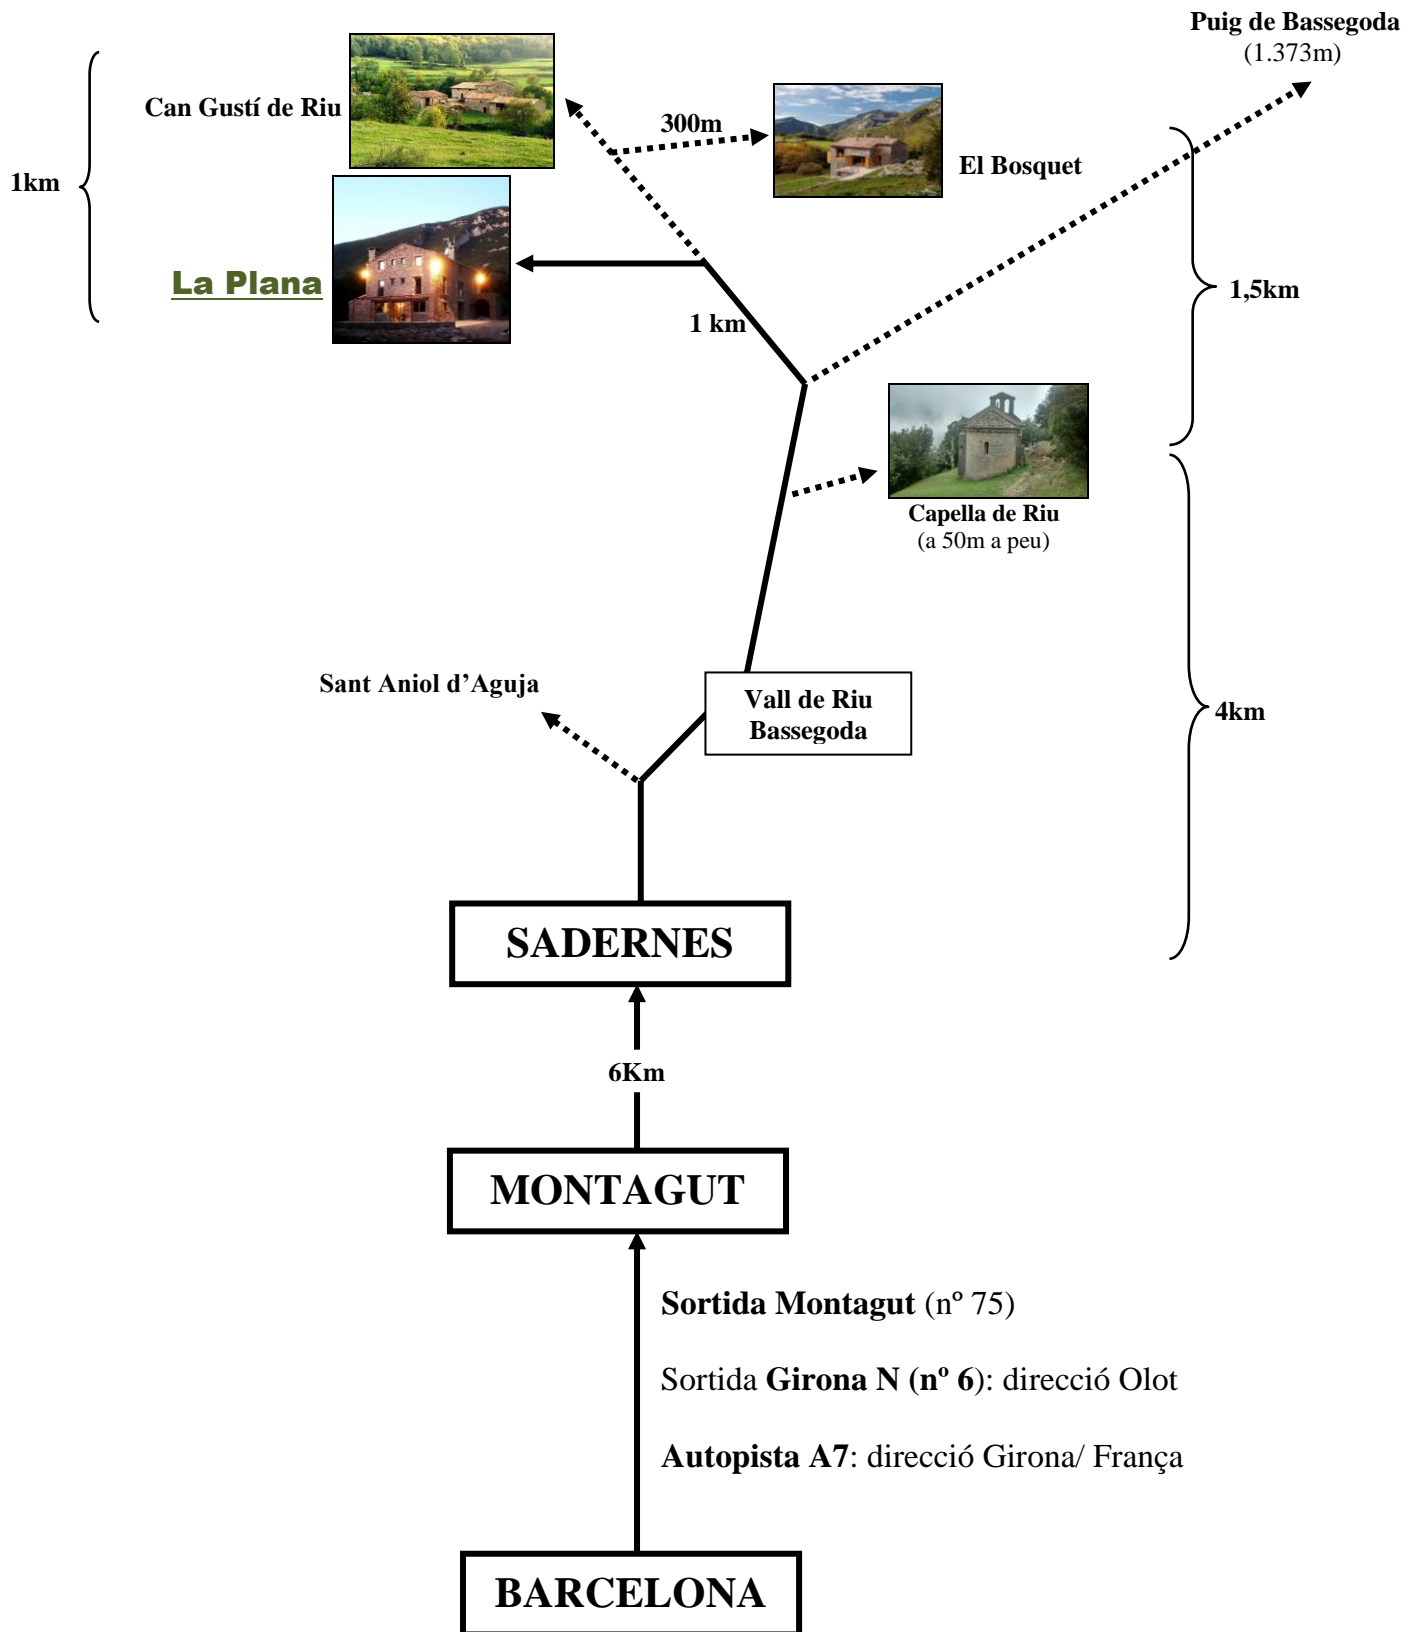 Puig de Bassegoda
(1.373m)
Can Gustí de Riu
300m
El Bosquet
1km
La Plana
1,5km
1 km
Capella de Riu
(a 50m a peu)
Sant Aniol d’Aguja
Vall de Riu
Bassegoda
4km
SADERNES
6Km
MONTAGUT
Sortida Montagut (nº 75)
Sortida Girona N (nº 6): direcció Olot
Autopista A7: direcció Girona/ França
BARCELONA